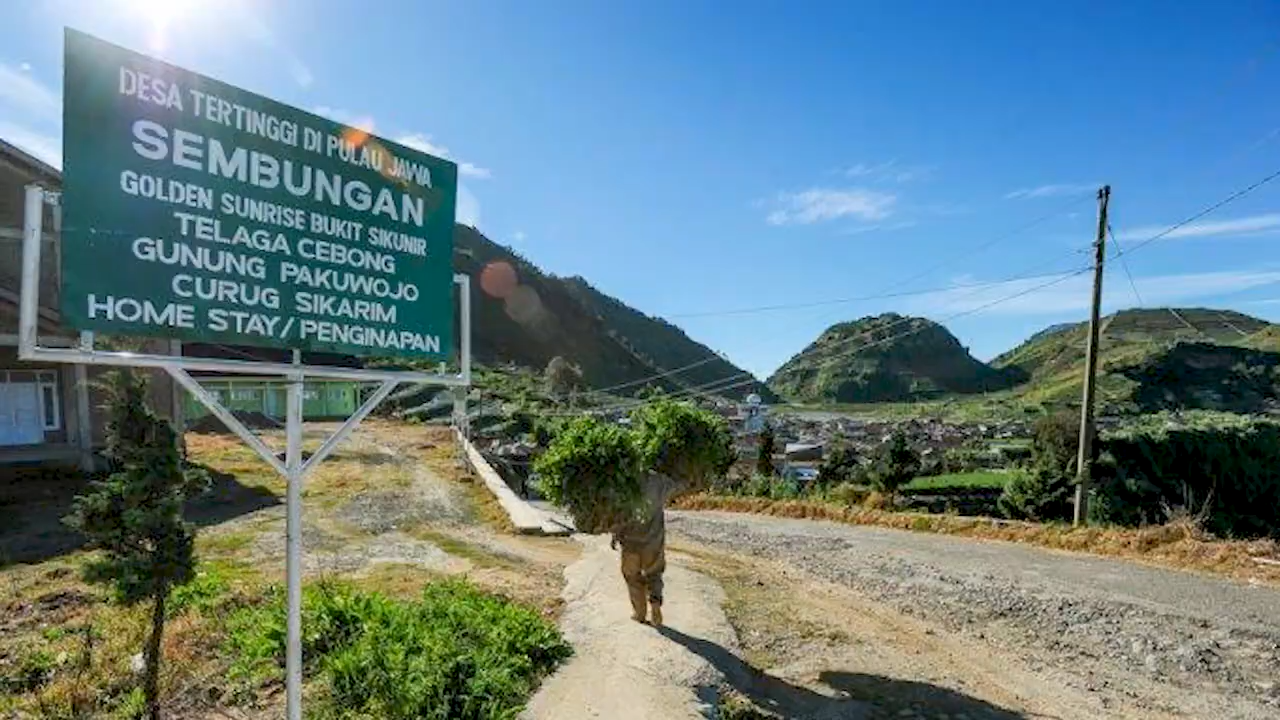 DESA TERTINGGI DI PULAU JAWA
SEMBUNGAN
GOLDEN SUNRISE BUKIT SIKUNIR
TELAGA CEBONG
GUNUNG PAKUWOJO
CURUG SIKARIM
HOME STAY/PENGINAPAN